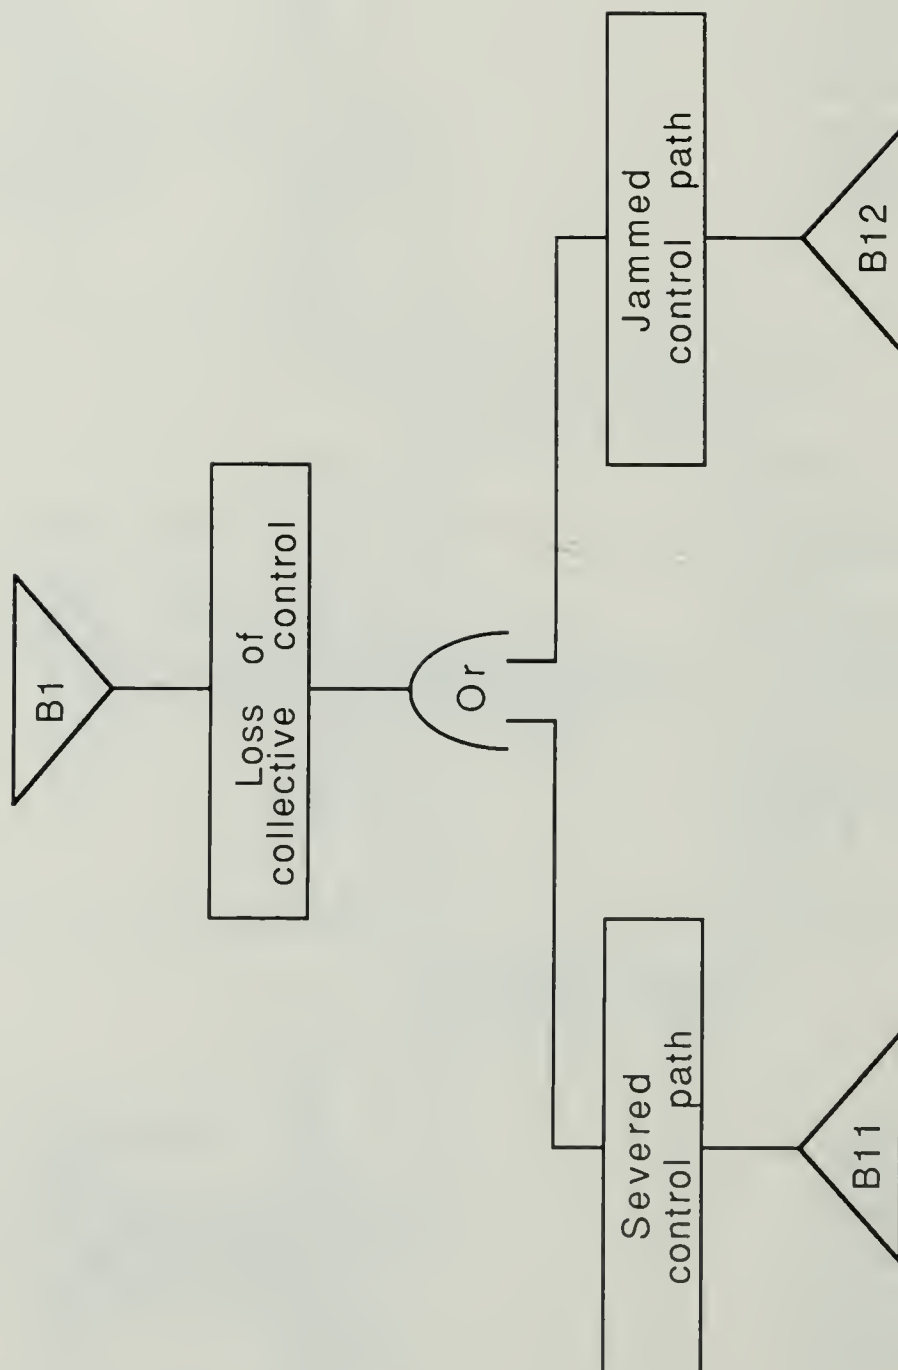 B1
Loss of
collective control
Or
Severed
control path
B11
Jammed
control path
B12